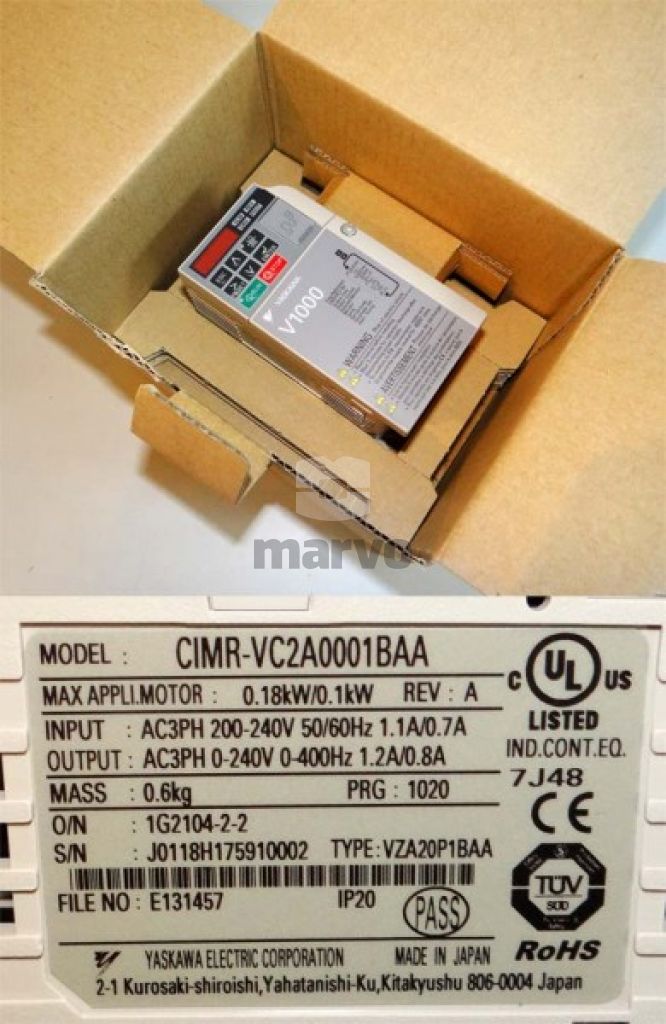 YASKAWA
V1000
WARNING
AVERTISSEMENT
marvo
MODEL : CIMR-VC2A0001BAA
MAX APPLI.MOTOR : 0.18kW/0.1kW REV : A
INPUT : AC3PH 200-240V 50/60Hz 1.1A/0.7A
OUTPUT : AC3PH 0-240V 0-400Hz 1.2A/0.8A
MASS : 0.6kg PRG : 1020
O/N : 1G2104-2-2
S/N : J0118H175910002 TYPE : VZA20P1BAA
FILE NO : E131457 IP20 PASS
YASKAWA ELECTRIC CORPORATION MADE IN JAPAN
2-1 Kurosaki-shiroishi,Yahatanishi-Ku,Kitakyushu 806-0004 Japan
C UL US
LISTED
IND.CONT.EQ.
7J48
CE
TÜV
SÜD
RoHS